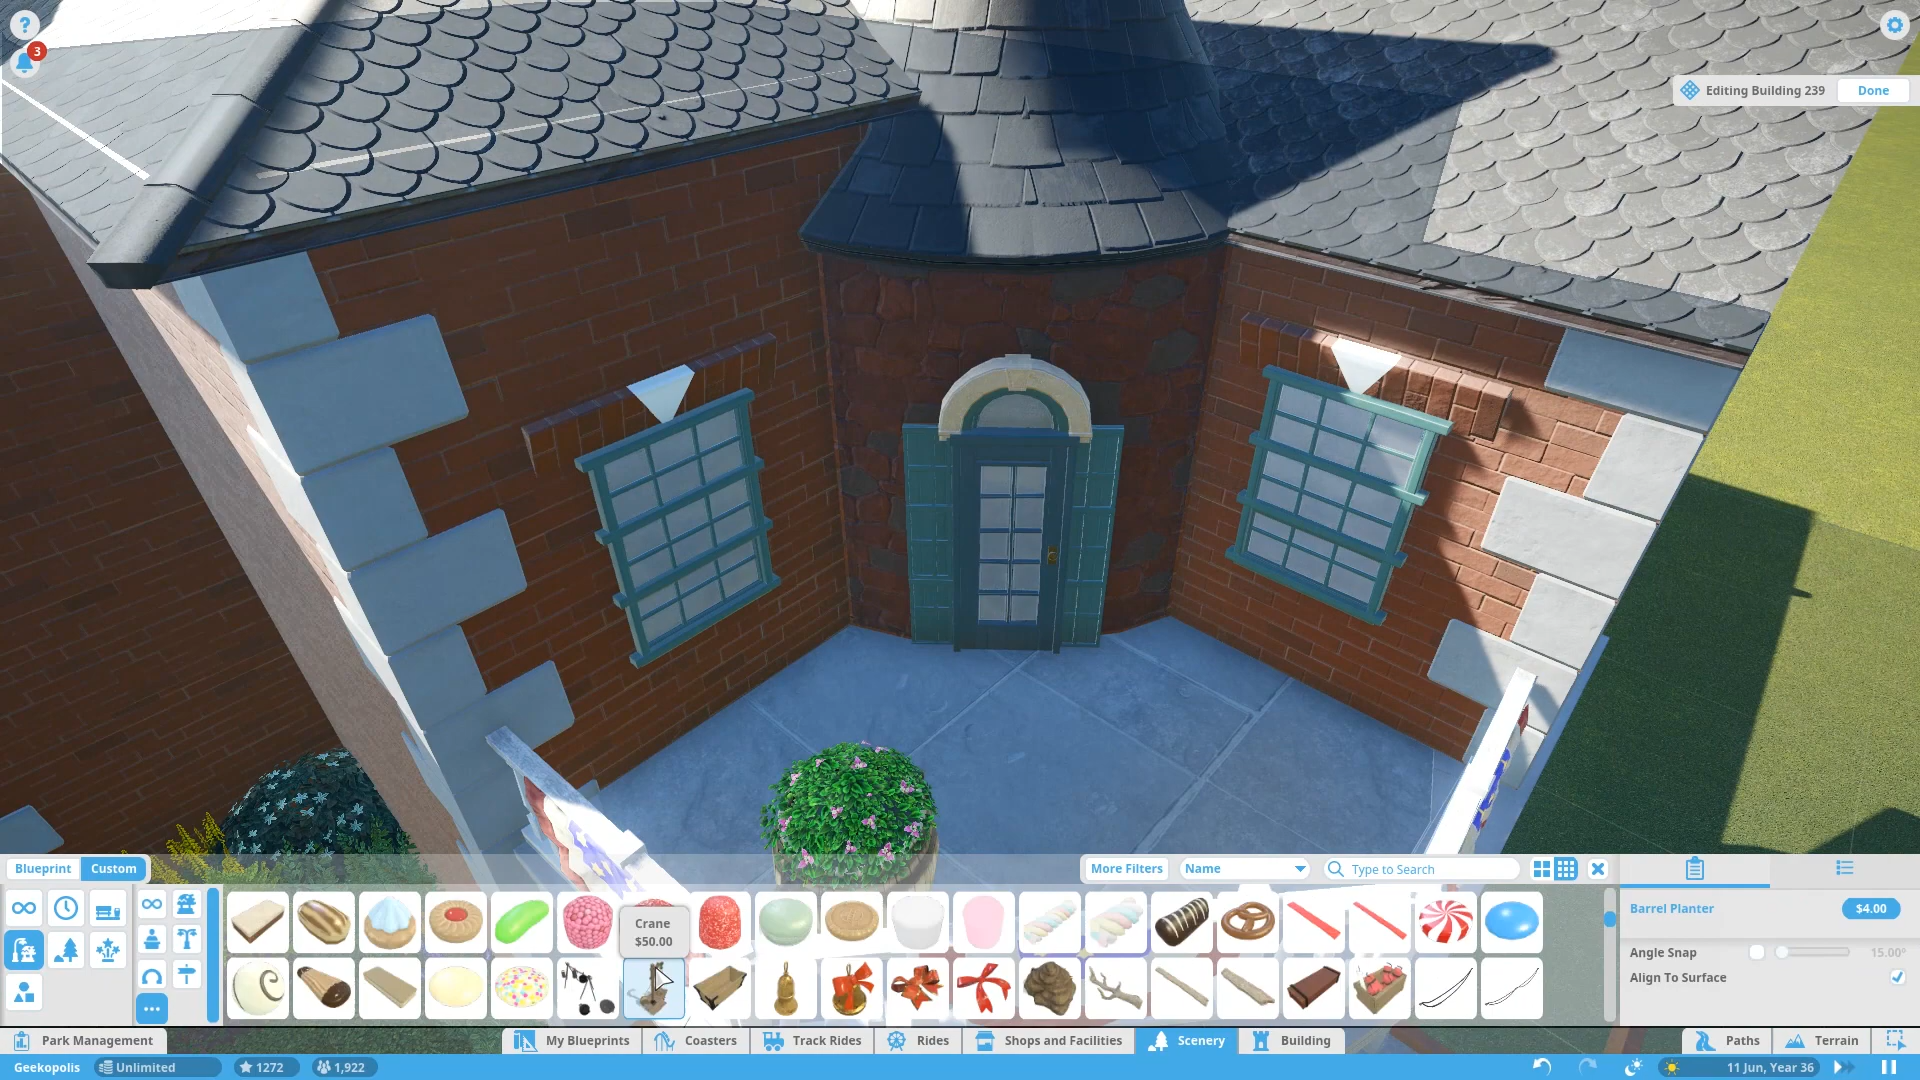 ?
3
Editing Building 239
Done
Blueprint
Custom
More Filters
Name
Type to Search
Crane
$50.00
Barrel Planter
$4.00
Angle Snap
15.00°
Align To Surface
Park Management
My Blueprints
Coasters
Track Rides
Rides
Shops and Facilities
Scenery
Building
Paths
Terrain
Geekopolis
Unlimited
1272
1,922
11 Jun, Year 36